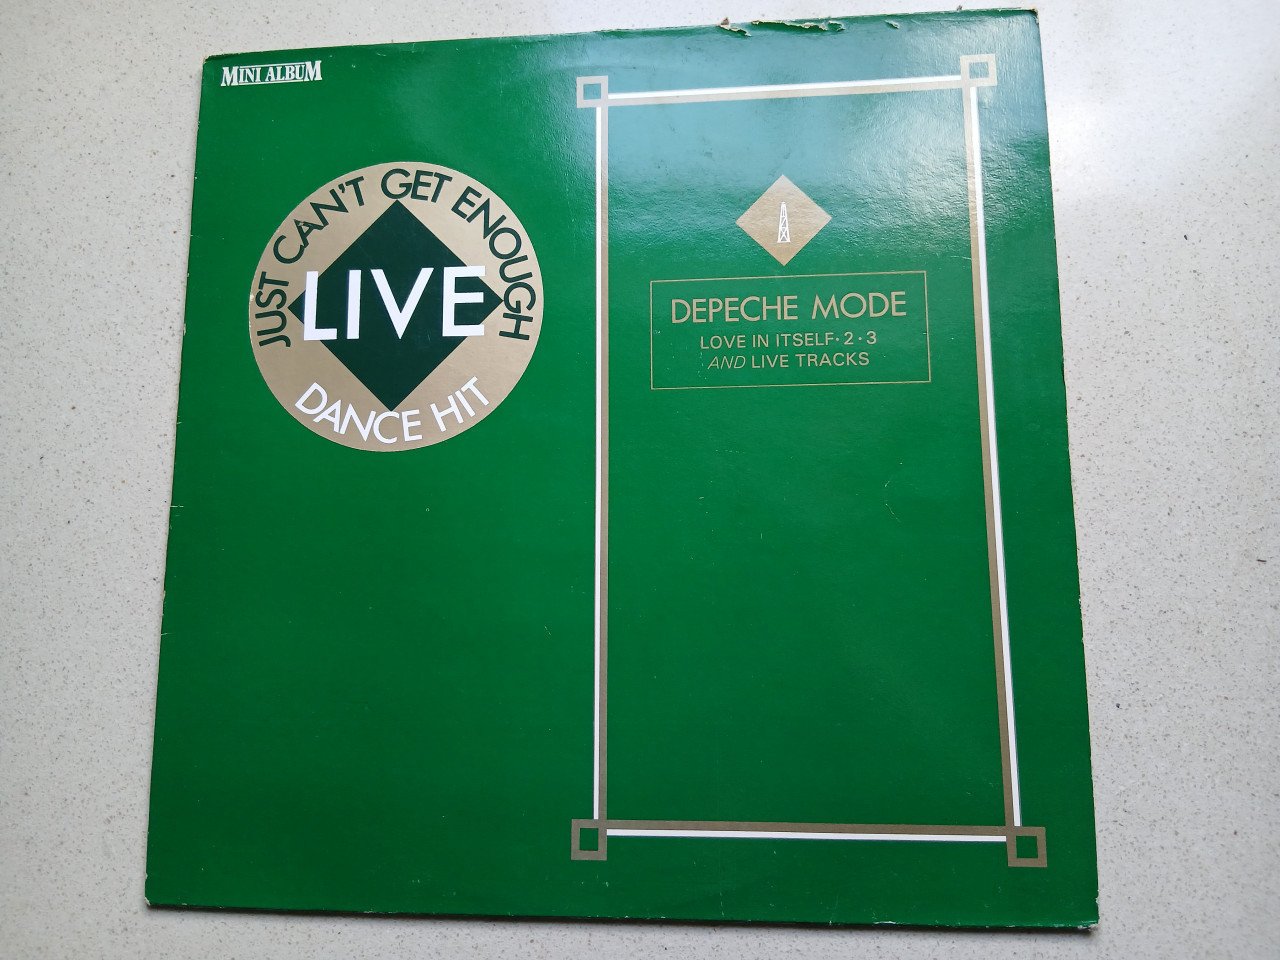 MINI ALBUM
JUST CAN'T GET ENOUGH
LIVE
DANCE HIT
DEPECHE MODE
LOVE IN ITSELF·2·3
AND LIVE TRACKS